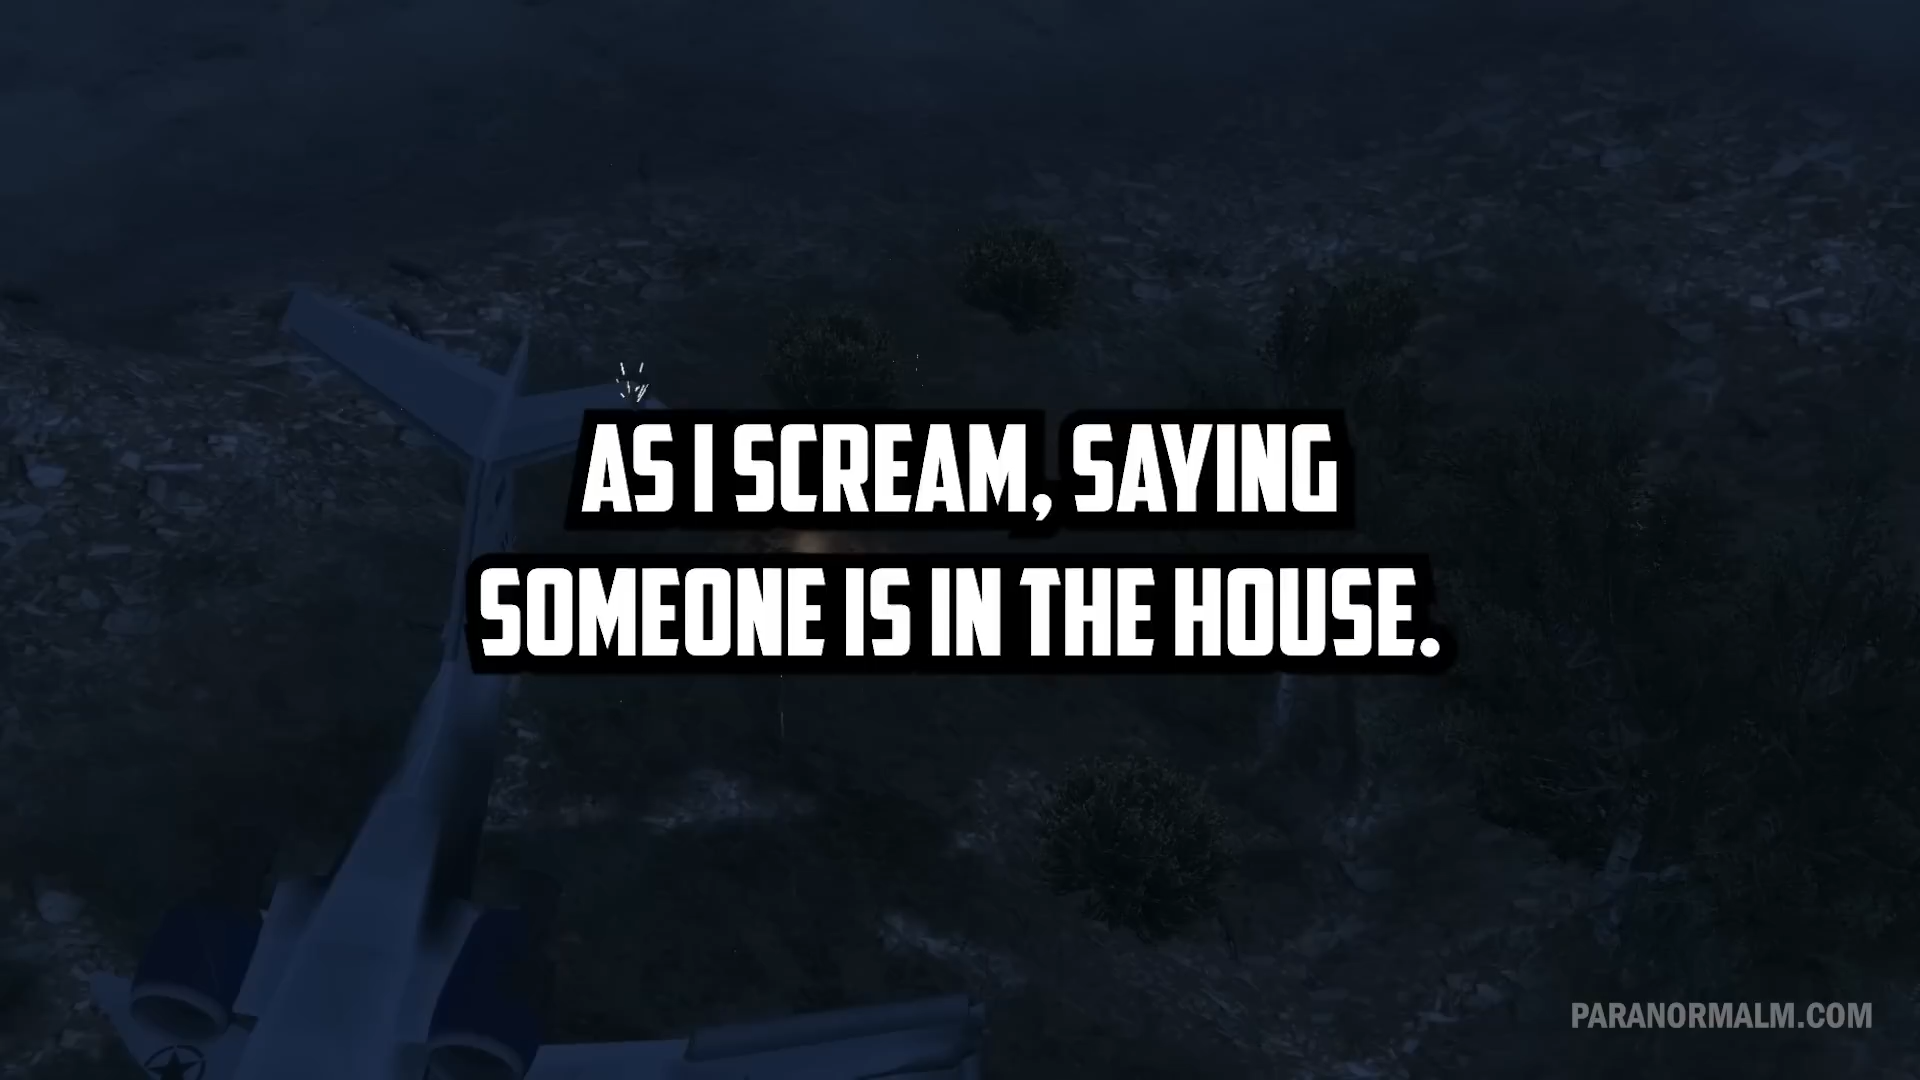 AS I SCREAM, SAYING
SOMEONE IS IN THE HOUSE.
PARANORMALM.COM